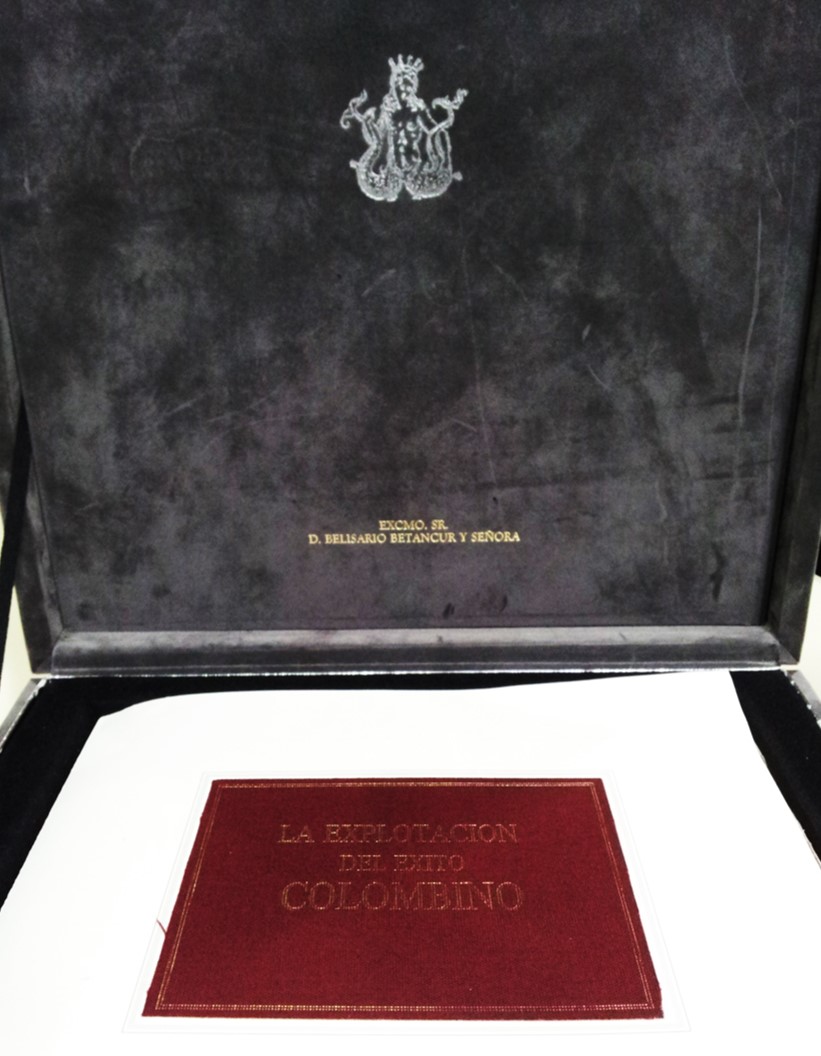 EXCMO. SR.
D. BELISARIO BETANCUR Y SEÑORA
LA EXPLOTACION
DEL EXITO
COLOMBINO